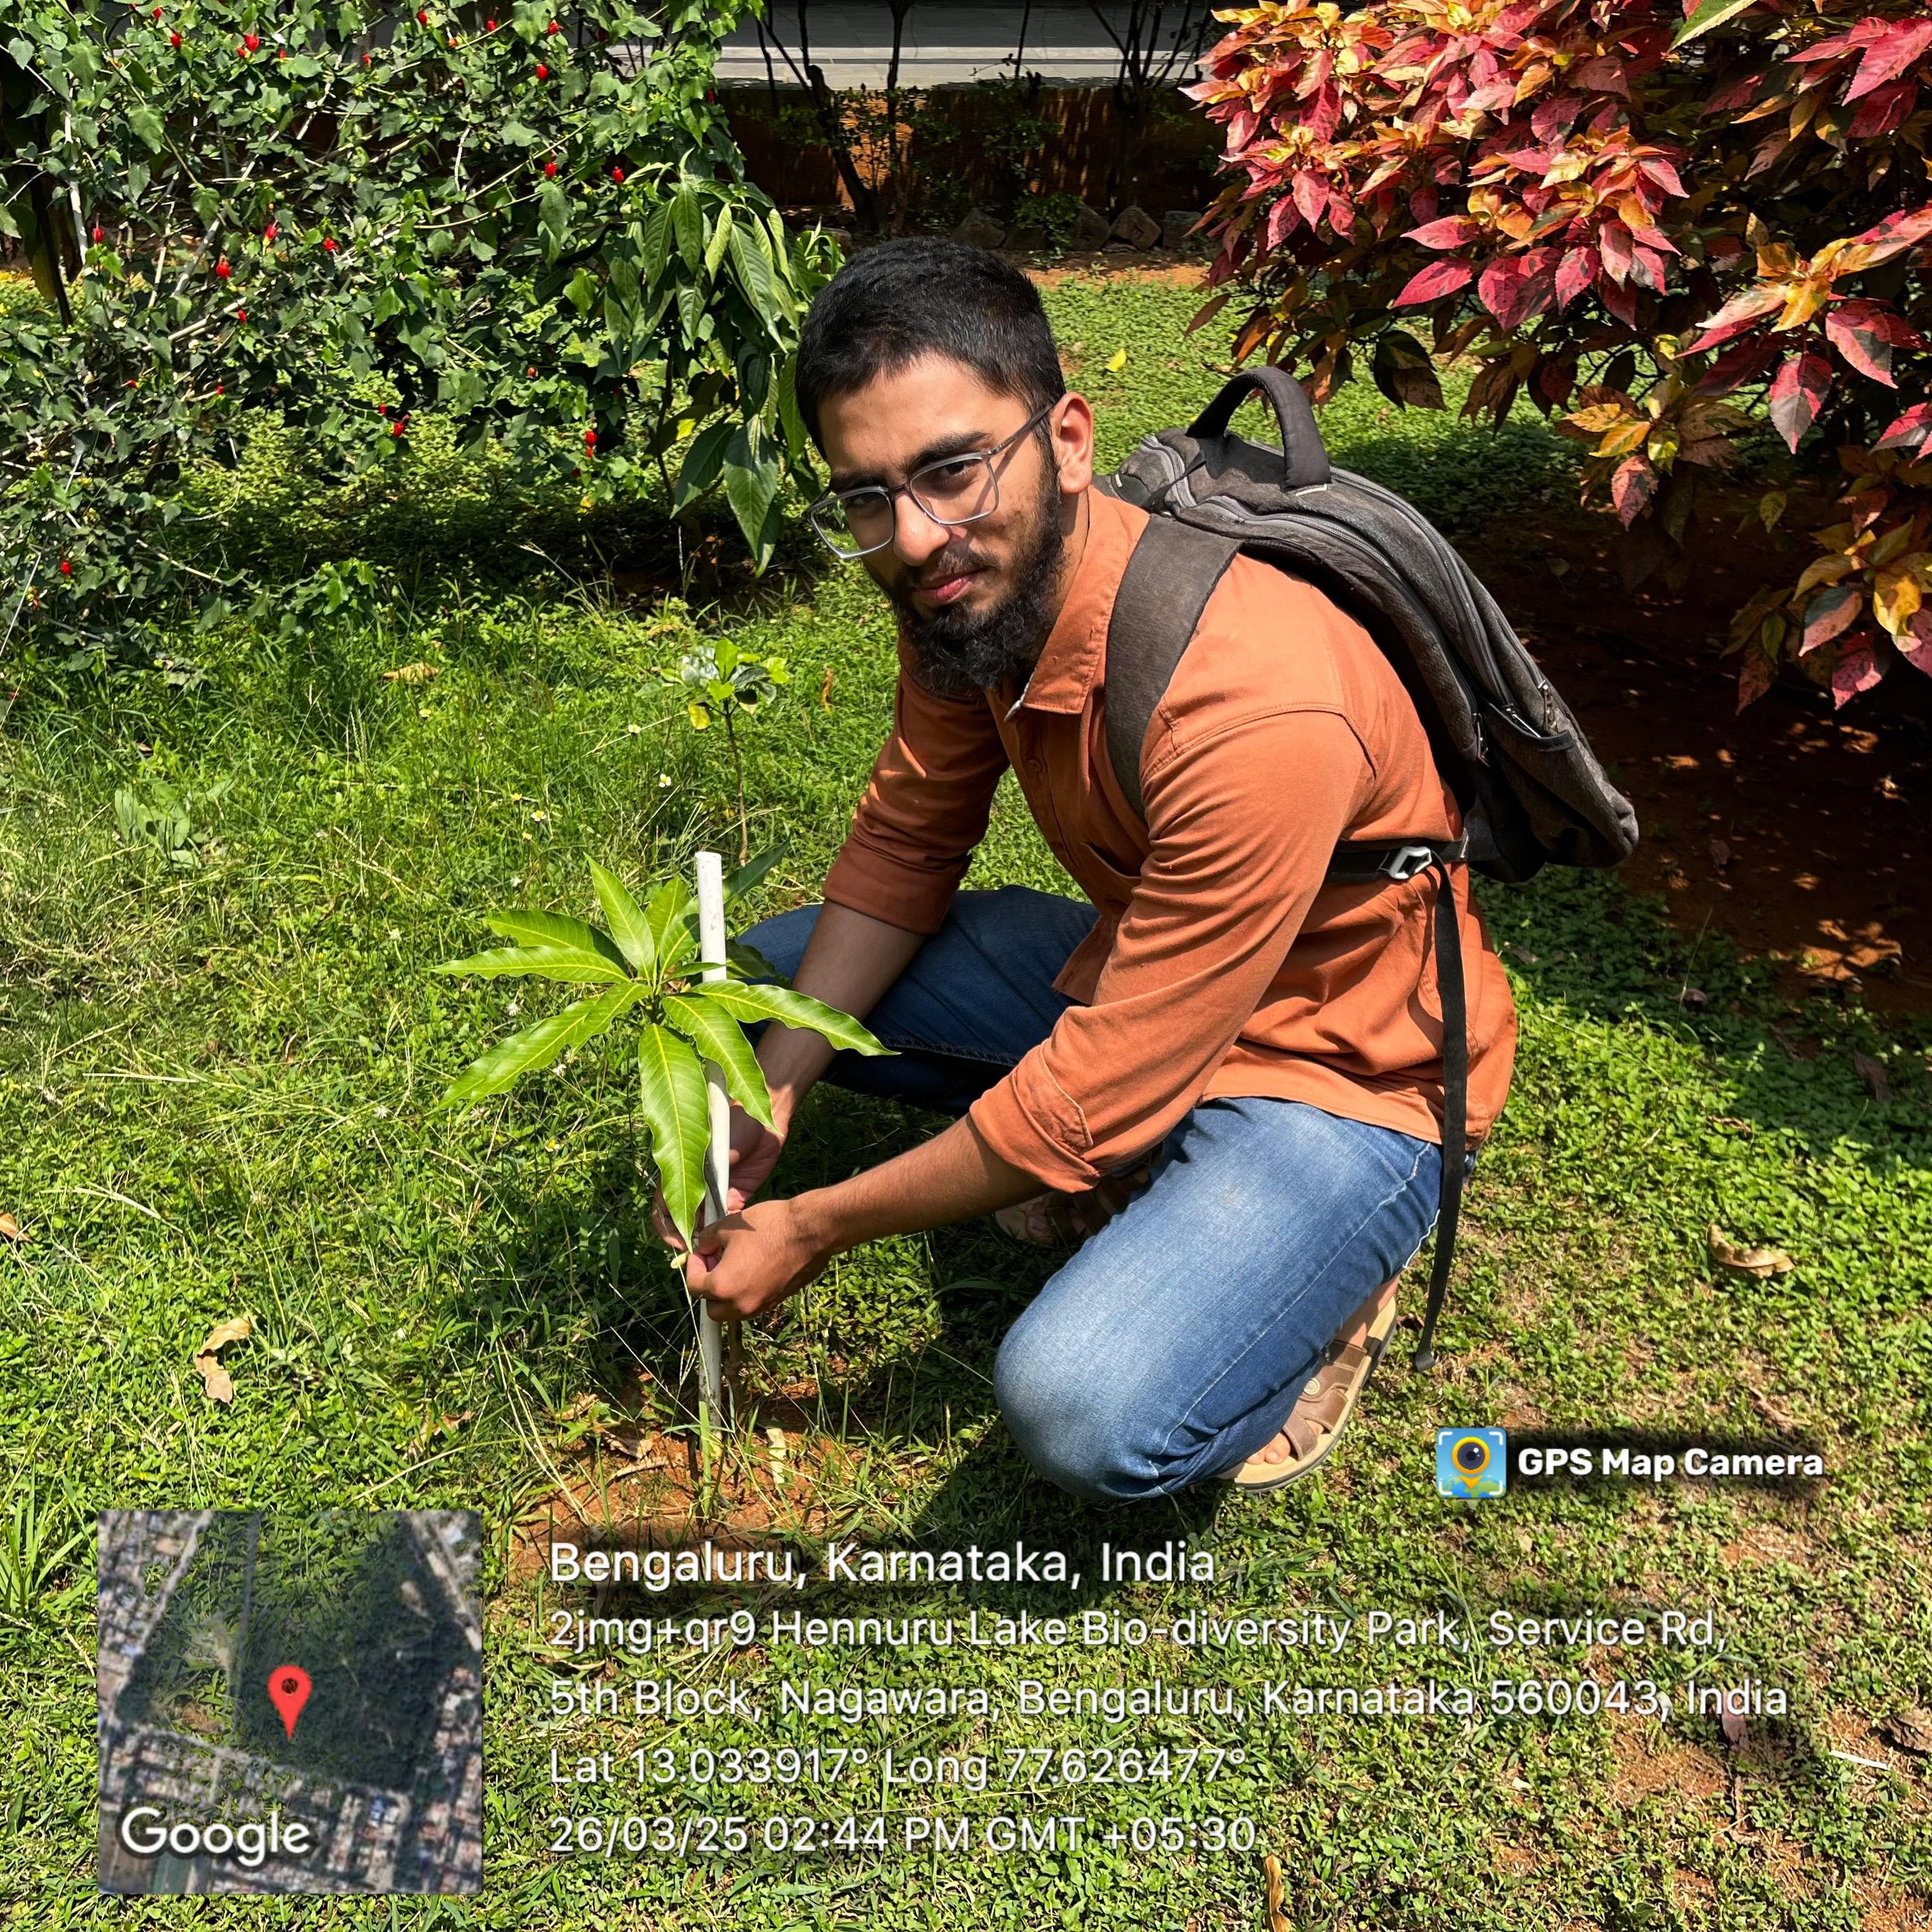 GPS Map Camera
Bengaluru, Karnataka, India
2jmg+qr9 Hennuru Lake Bio-diversity Park, Service Rd,
5th Block, Nagawara, Bengaluru, Karnataka 560043, India
Lat 13.033917° Long 77.626477°
26/03/25 02:44 PM GMT +05:30
Google